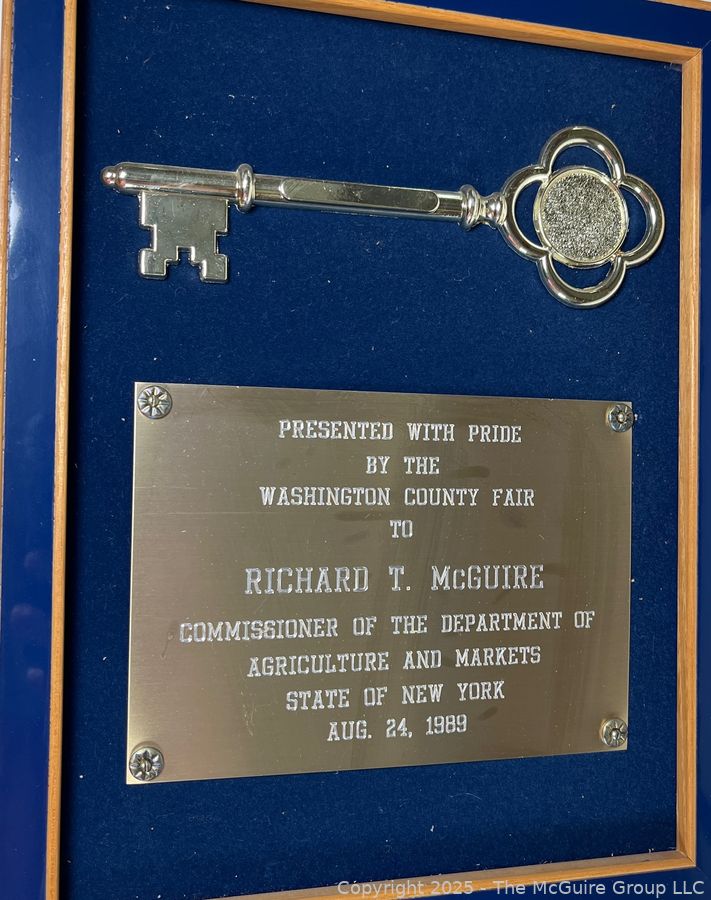 PRESENTED WITH PRIDE
BY THE
WASHINGTON COUNTY FAIR
TO
RICHARD T. McGUIRE
COMMISSIONER OF THE DEPARTMENT OF
AGRICULTURE AND MARKETS
STATE OF NEW YORK
AUG. 24, 1989
Copyright 2025 - The McGuire Group LLC